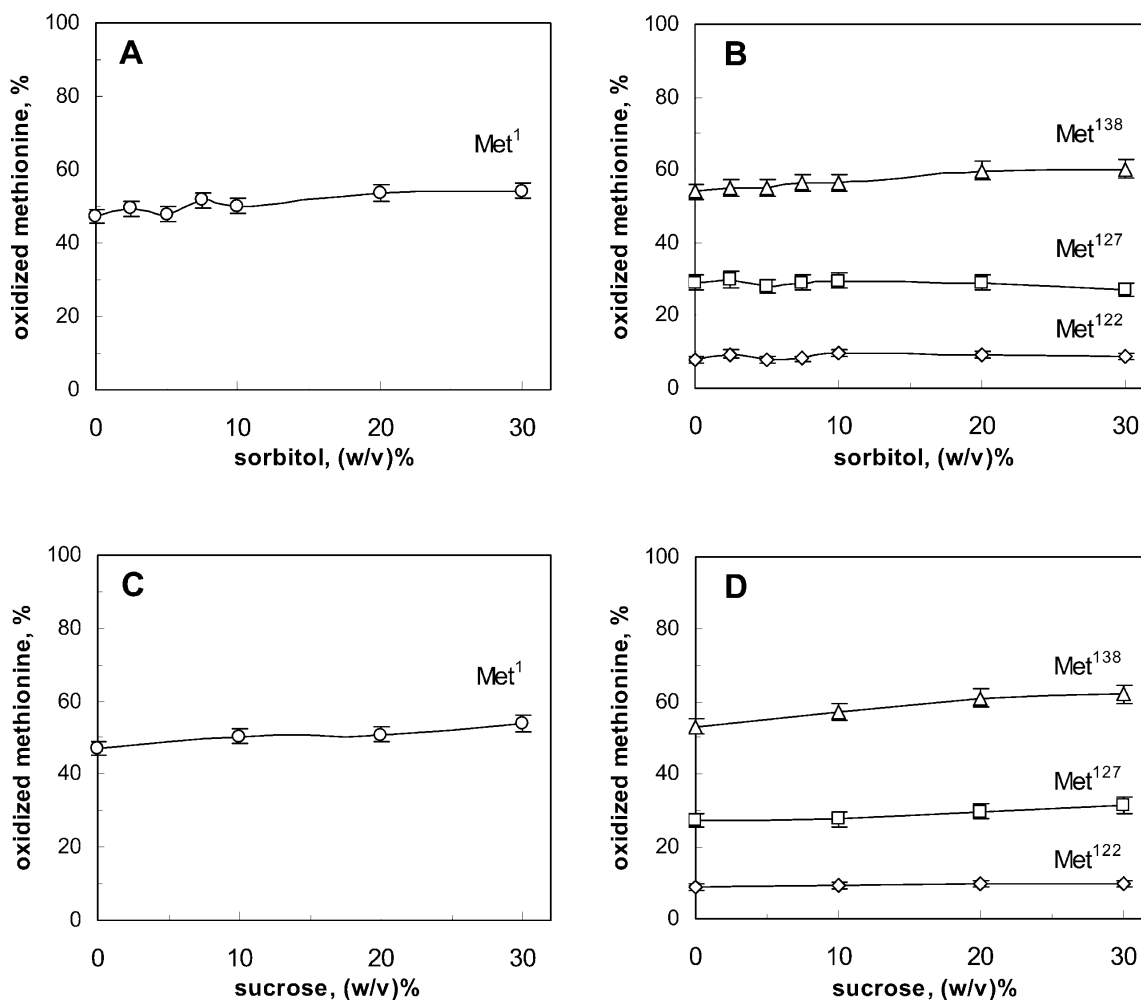 A
oxidized methionine, %
100
80
60
40
20
0
Met¹
0 10 20 30
sorbitol, (w/v)%
B
oxidized methionine, %
100
80
60
40
20
0
Met¹³⁸
Met¹²⁷
Met¹²²
0 10 20 30
sorbitol, (w/v)%
C
oxidized methionine, %
100
80
60
40
20
0
Met¹
0 10 20 30
sucrose, (w/v)%
D
oxidized methionine, %
100
80
60
40
20
0
Met¹³⁸
Met¹²⁷
Met¹²²
0 10 20 30
sucrose, (w/v)%